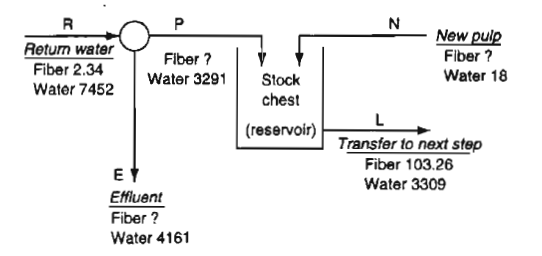 R
P
N
Return water
Fiber 2.34
Water 7452
Fiber ?
Water 3291
Stock
chest
(reservoir)
New pulp
Fiber ?
Water 18
L
Transfer to next step
Fiber 103.26
Water 3309
E
Effluent
Fiber ?
Water 4161